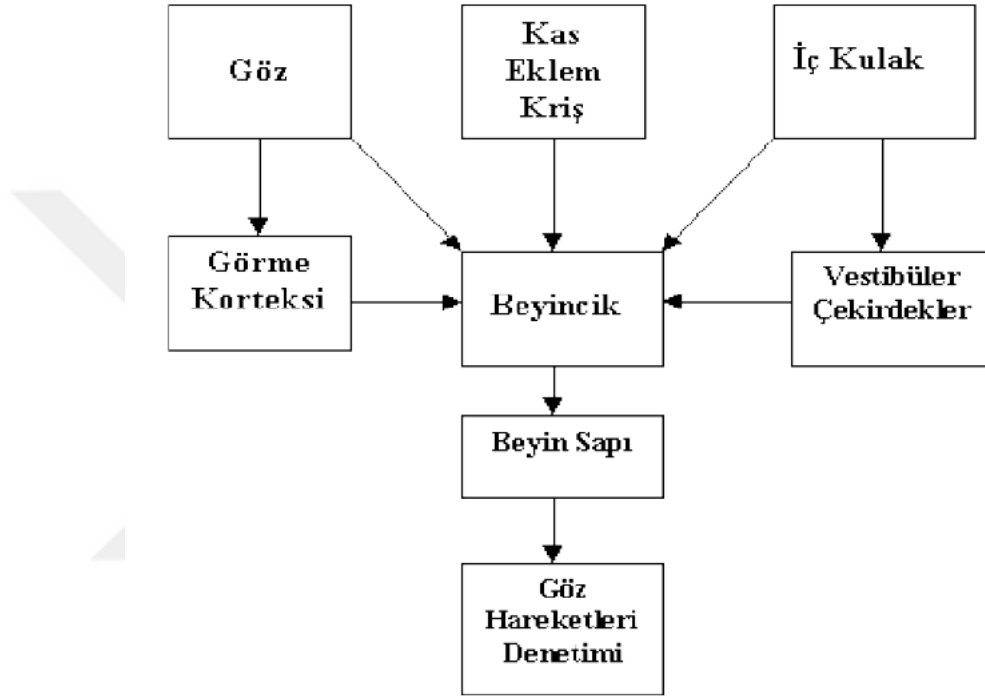 Göz
Kas
Eklem
Kriş
İç Kulak
Görme
Korteksi
Beyincik
Vestibüler
Çekirdekler
Beyin Sapı
Göz
Hareketleri
Denetimi